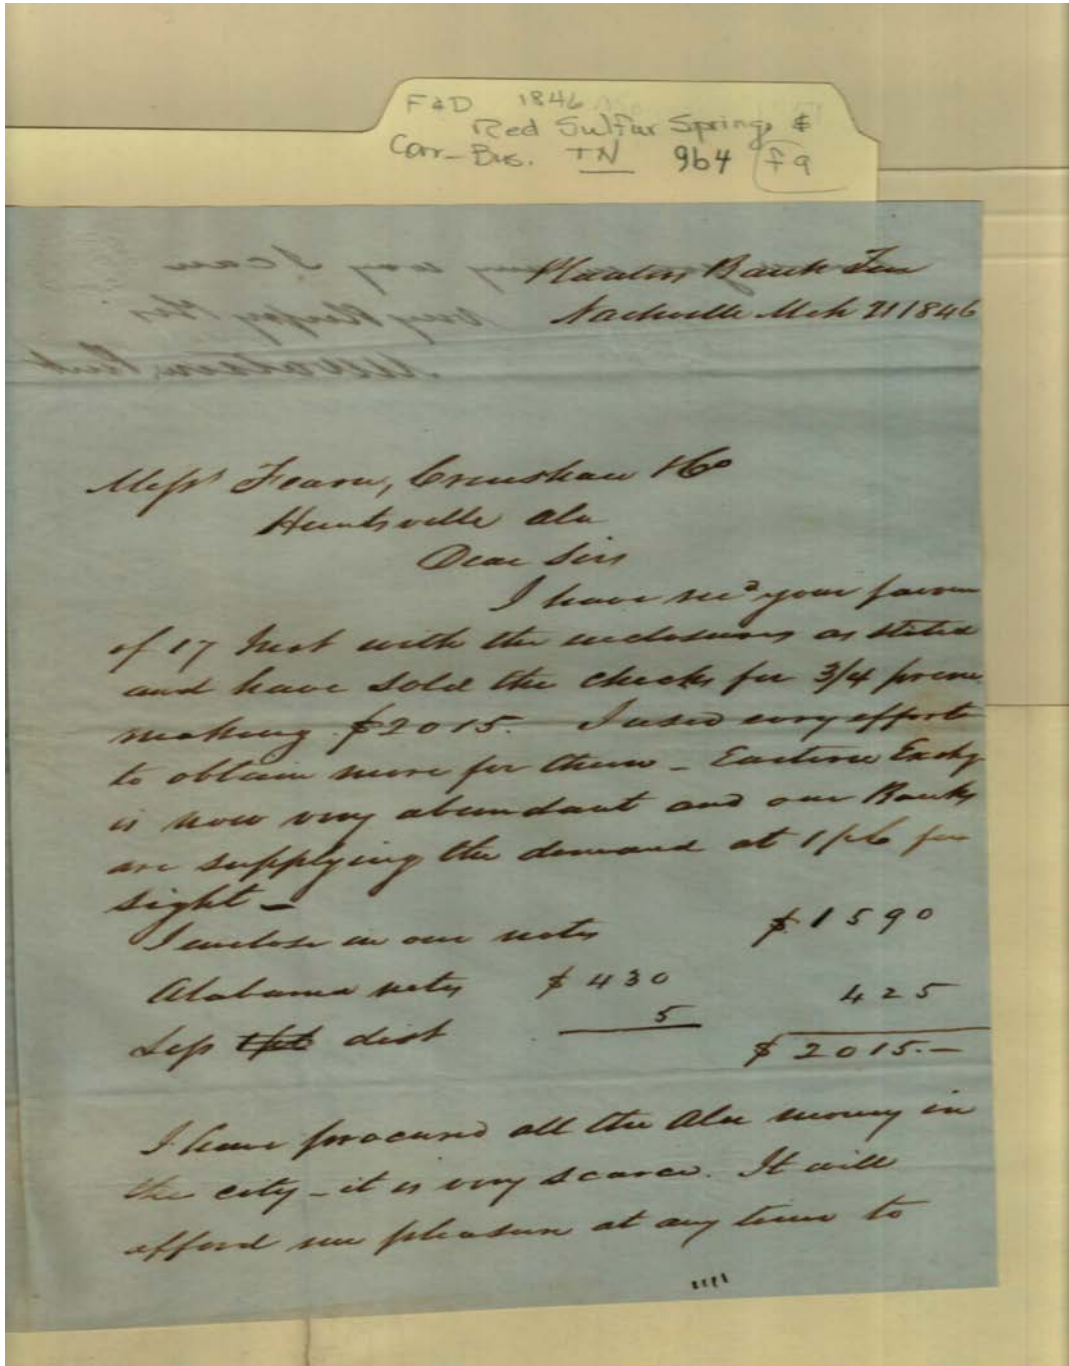 F&D 1846
Red Sulfur Springs &
Corr-Bus. TN 964 F9
Planters Bank Ten
Nashville Mch 21 1846
Messrs Fearn, Crenshaw & Co
Huntsville Ala
Dear Sirs
I have recd your favor
of 17 Inst with the inclosures as stated
and have sold the checks for 3/4 prem
making $2015. I used every effort
to obtain more for them _ Eastern Exchg
is now very abundant and our Banks
are supplying the demand at 1 pc for
sight _
I enclose in our notes $1590
Alabama notes $430
Less dist 5 425
$2015.—
I have procured all the Ala money in
the city _ it is very scarce. It will
afford me pleasure at any time to